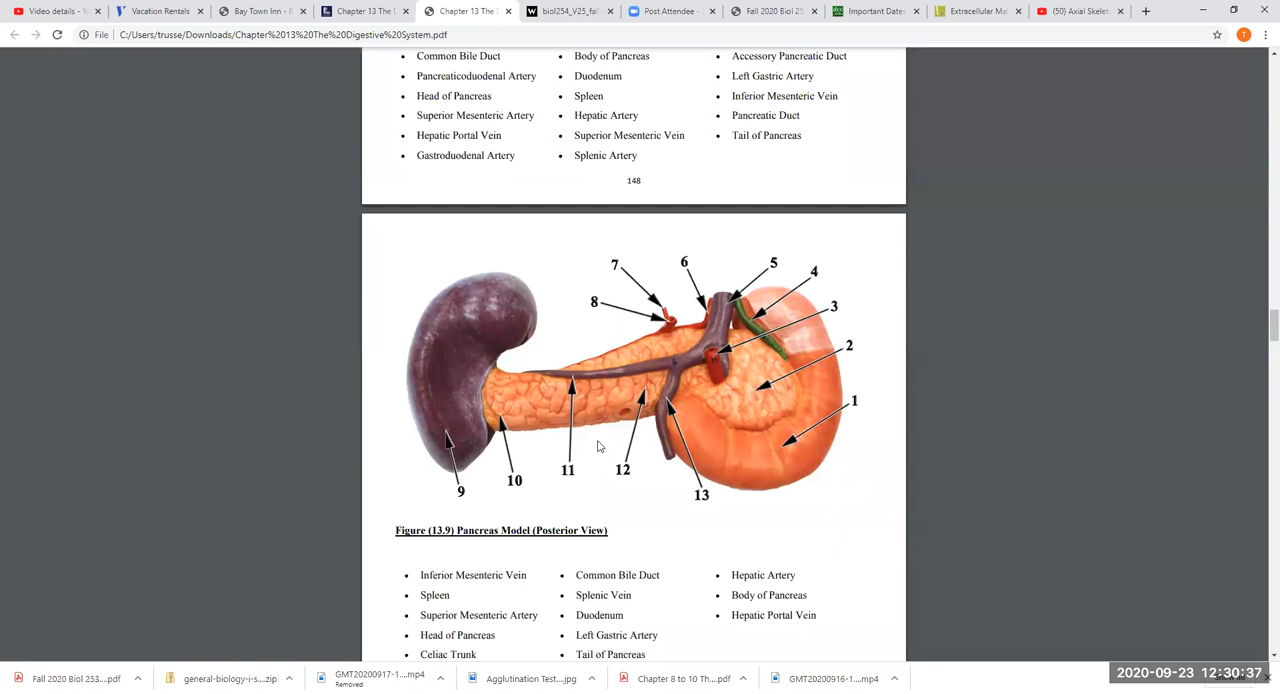 Video details - Y
Vacation Rentals
Bay Town Inn - B
Chapter 13 The D
Chapter 13 The D
biol254_V25_fal
Post Attendee -
Fall 2020 Biol 25
Important Dates
Extracellular Ma
(50) Axial Skelet
File | C:/Users/trusse/Downloads/Chapter%2013%20The%20Digestive%20System.pdf
T
Common Bile Duct Body of Pancreas Accessory Pancreatic Duct
Pancreaticoduodenal Artery Duodenum Left Gastric Artery
Head of Pancreas Spleen Inferior Mesenteric Vein
Superior Mesenteric Artery Hepatic Artery Pancreatic Duct
Hepatic Portal Vein Superior Mesenteric Vein Tail of Pancreas
Gastroduodenal Artery Splenic Artery
148
7
6
5
4
8
3
2
1
11
12
10
9
13
Figure (13.9) Pancreas Model (Posterior View)
Inferior Mesenteric Vein Common Bile Duct Hepatic Artery
Spleen Splenic Vein Body of Pancreas
Superior Mesenteric Artery Duodenum Hepatic Portal Vein
Head of Pancreas Left Gastric Artery
Celiac Trunk Tail of Pancreas
Fall 2020 Biol 253....pdf
general-biology-i-s....zip
GMT20200917-1....mp4
Removed
Agglutination Test....jpg
Chapter 8 to 10 Th....pdf
GMT20200916-1....mp4
2020-09-23 12:30:37